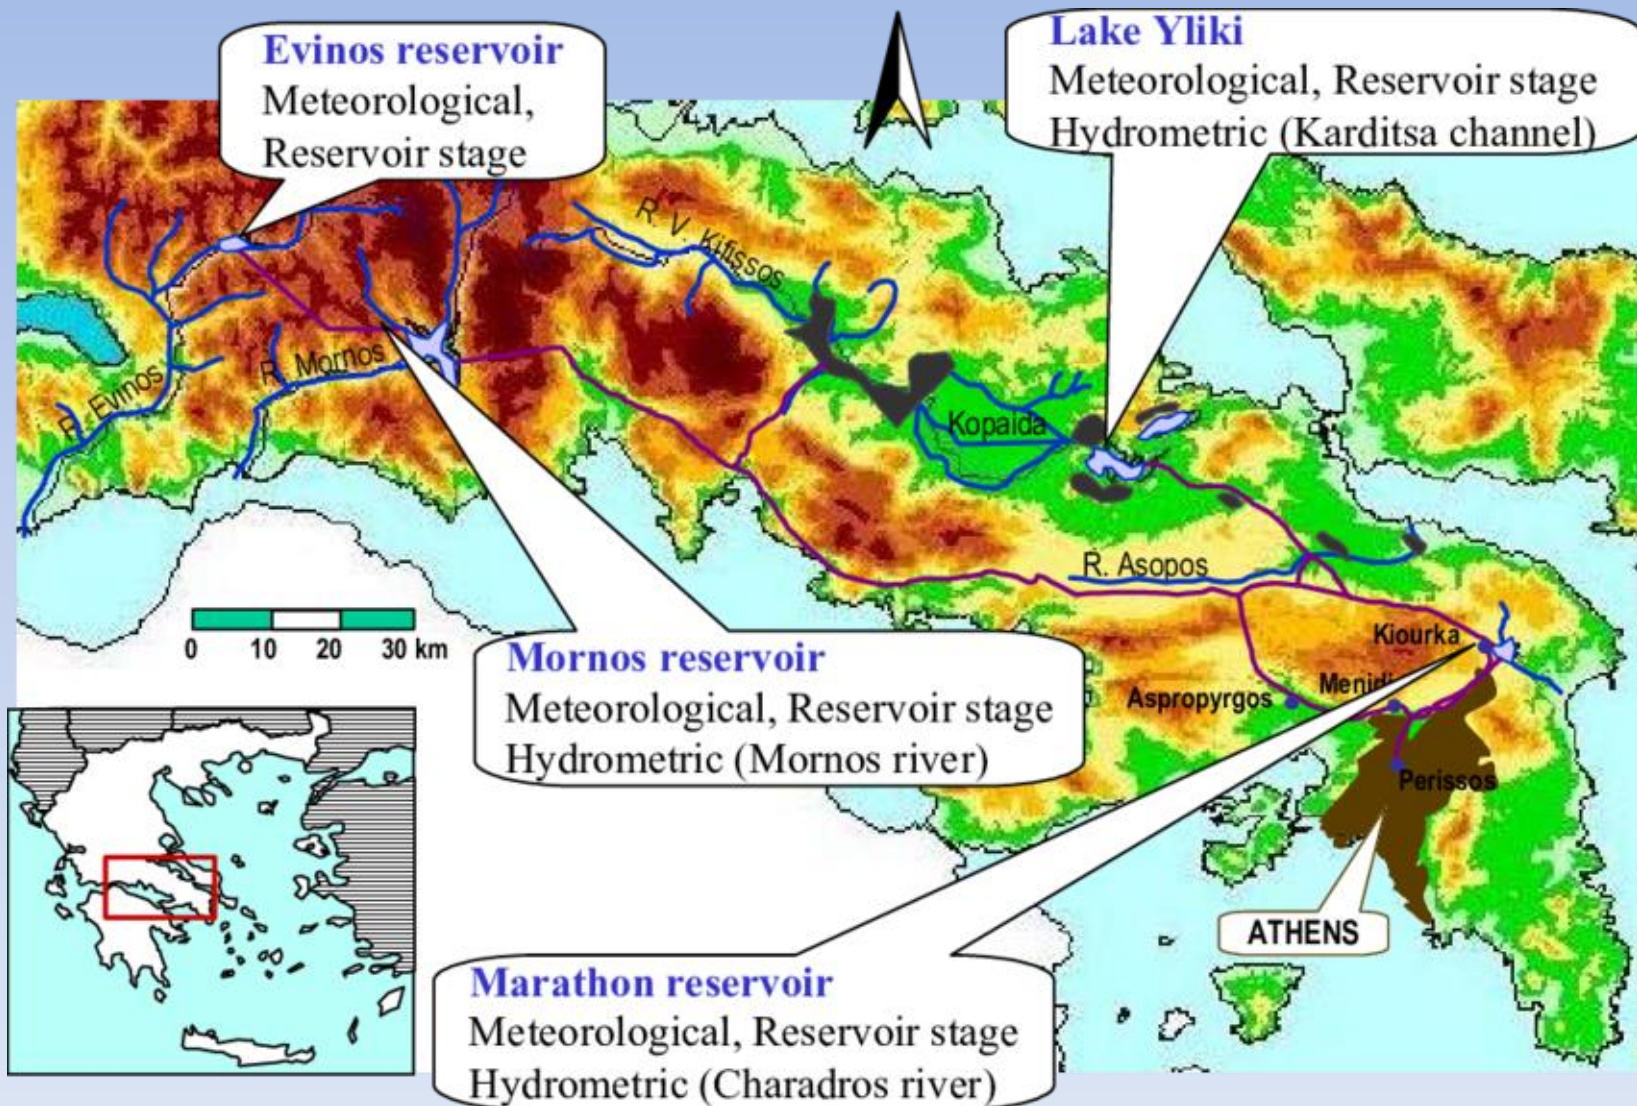 Evinos reservoir
Meteorological,
Reservoir stage
Lake Yliki
Meteorological, Reservoir stage
Hydrometric (Karditsa channel)
R. V. Kifissos
R. Evinos
R. Mornos
Kopaida
R. Asopos
0 10 20 30 km
Mornos reservoir
Meteorological, Reservoir stage
Hydrometric (Mornos river)
Kiourka
Aspropyrgos
Menidi
Perissos
ATHENS
Marathon reservoir
Meteorological, Reservoir stage
Hydrometric (Charadros river)